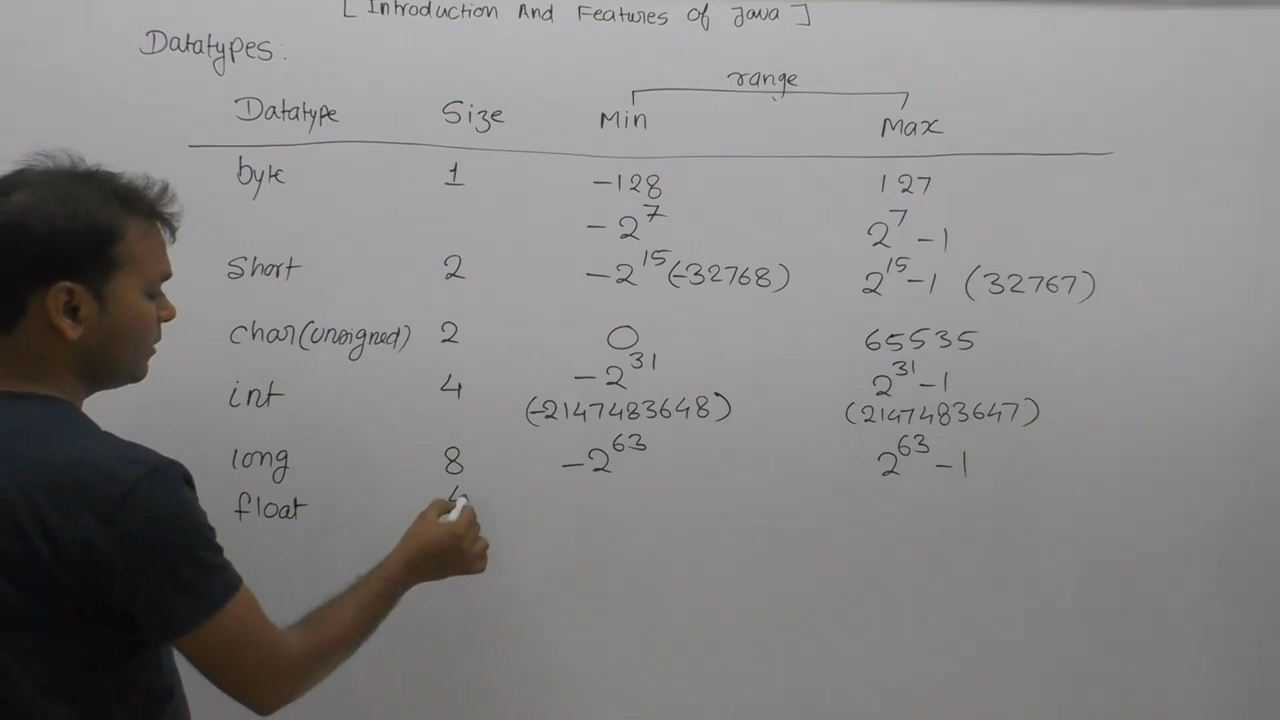 [ Introduction And Features of Java ]
Datatypes:
range
Datatype Size Min Max
byte 1 -128 127
-2^7 2^7 -1
Short 2 -2^15 (-32768) 2^15-1 (32767)
char(unsigned) 2 0 65535
int 4 -2^31 2^31-1
(-2147483648) (2147483647)
long 8 -2^63 2^63 -1
float 4